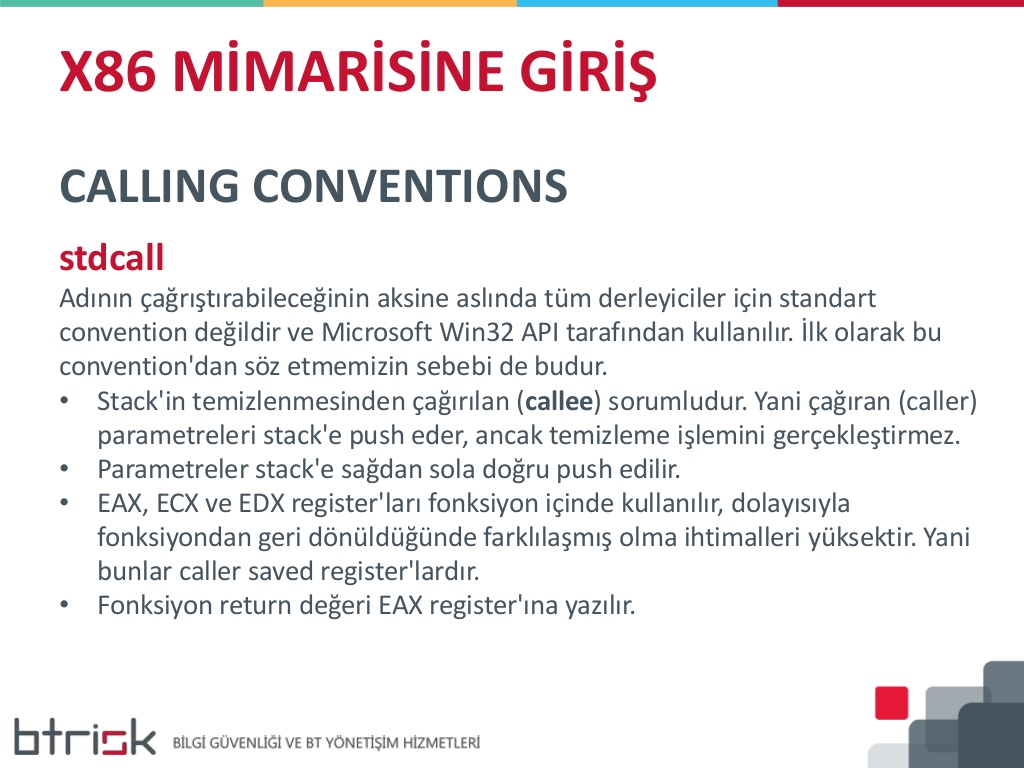 X86 MİMARİSİNE GİRİŞ
CALLING CONVENTIONS
stdcall
Adının çağrıştırabileceğinin aksine aslında tüm derleyiciler için standart
convention değildir ve Microsoft Win32 API tarafından kullanılır. İlk olarak bu
convention'dan söz etmemizin sebebi de budur.
• Stack'in temizlenmesinden çağırılan (callee) sorumludur. Yani çağıran (caller)
parametreleri stack'e push eder, ancak temizleme işlemini gerçekleştirmez.
• Parametreler stack'e sağdan sola doğru push edilir.
• EAX, ECX ve EDX register'ları fonksiyon içinde kullanılır, dolayısıyla
fonksiyondan geri dönüldüğünde farklılaşmış olma ihtimalleri yüksektir. Yani
bunlar caller saved register'lardır.
• Fonksiyon return değeri EAX register'ına yazılır.
btrisk BİLGİ GÜVENLİĞİ VE BT YÖNETİŞİM HİZMETLERİ